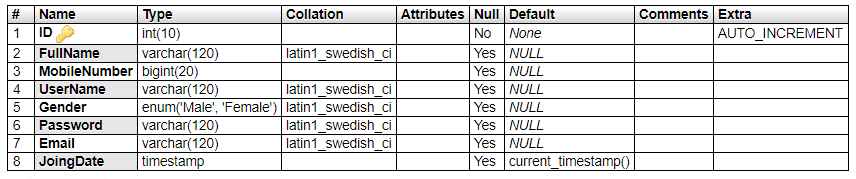 # Name Type Collation Attributes Null Default Comments Extra
1 ID int(10) No None AUTO_INCREMENT
2 FullName varchar(120) latin1_swedish_ci Yes NULL
3 MobileNumber bigint(20) Yes NULL
4 UserName varchar(120) latin1_swedish_ci Yes NULL
5 Gender enum('Male', 'Female') latin1_swedish_ci Yes NULL
6 Password varchar(120) latin1_swedish_ci Yes NULL
7 Email varchar(120) latin1_swedish_ci Yes NULL
8 JoingDate timestamp Yes current_timestamp()